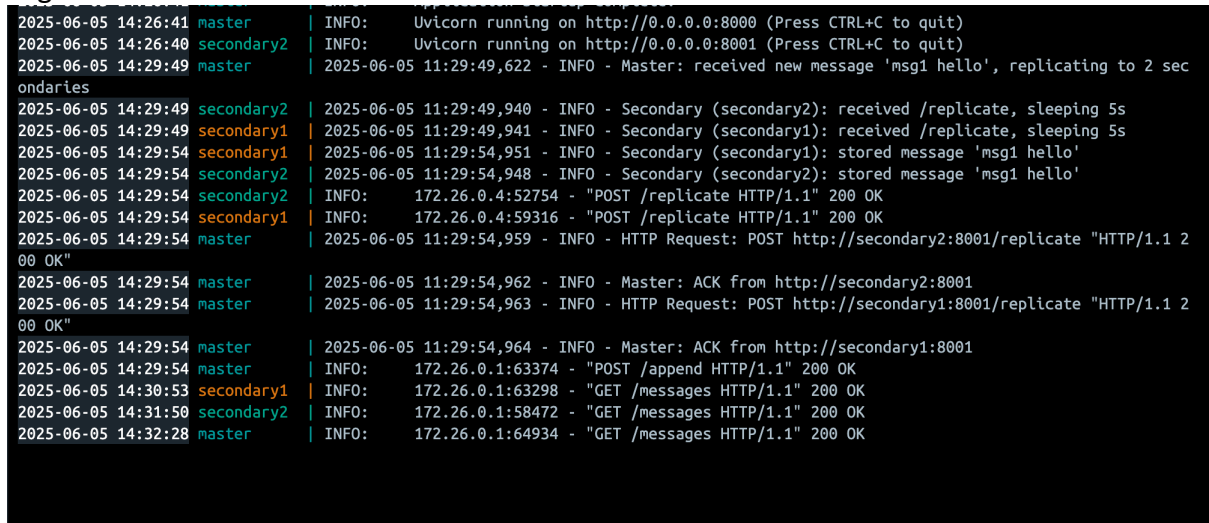 2025-06-05 14:26:41 master | INFO: Uvicorn running on http://0.0.0.0:8000 (Press CTRL+C to quit)
2025-06-05 14:26:40 secondary2 | INFO: Uvicorn running on http://0.0.0.0:8001 (Press CTRL+C to quit)
2025-06-05 14:29:49 master | 2025-06-05 11:29:49,622 - INFO - Master: received new message 'msg1 hello', replicating to 2 sec
ondaries
2025-06-05 14:29:49 secondary2 | 2025-06-05 11:29:49,940 - INFO - Secondary (secondary2): received /replicate, sleeping 5s
2025-06-05 14:29:49 secondary1 | 2025-06-05 11:29:49,941 - INFO - Secondary (secondary1): received /replicate, sleeping 5s
2025-06-05 14:29:54 secondary1 | 2025-06-05 11:29:54,951 - INFO - Secondary (secondary1): stored message 'msg1 hello'
2025-06-05 14:29:54 secondary2 | 2025-06-05 11:29:54,948 - INFO - Secondary (secondary2): stored message 'msg1 hello'
2025-06-05 14:29:54 secondary2 | INFO: 172.26.0.4:52754 - "POST /replicate HTTP/1.1" 200 OK
2025-06-05 14:29:54 secondary1 | INFO: 172.26.0.4:59316 - "POST /replicate HTTP/1.1" 200 OK
2025-06-05 14:29:54 master | 2025-06-05 11:29:54,959 - INFO - HTTP Request: POST http://secondary2:8001/replicate "HTTP/1.1 2
00 OK"
2025-06-05 14:29:54 master | 2025-06-05 11:29:54,962 - INFO - Master: ACK from http://secondary2:8001
2025-06-05 14:29:54 master | 2025-06-05 11:29:54,963 - INFO - HTTP Request: POST http://secondary1:8001/replicate "HTTP/1.1 2
00 OK"
2025-06-05 14:29:54 master | 2025-06-05 11:29:54,964 - INFO - Master: ACK from http://secondary1:8001
2025-06-05 14:29:54 master | INFO: 172.26.0.1:63374 - "POST /append HTTP/1.1" 200 OK
2025-06-05 14:30:53 secondary1 | INFO: 172.26.0.1:63298 - "GET /messages HTTP/1.1" 200 OK
2025-06-05 14:31:50 secondary2 | INFO: 172.26.0.1:58472 - "GET /messages HTTP/1.1" 200 OK
2025-06-05 14:32:28 master | INFO: 172.26.0.1:64934 - "GET /messages HTTP/1.1" 200 OK